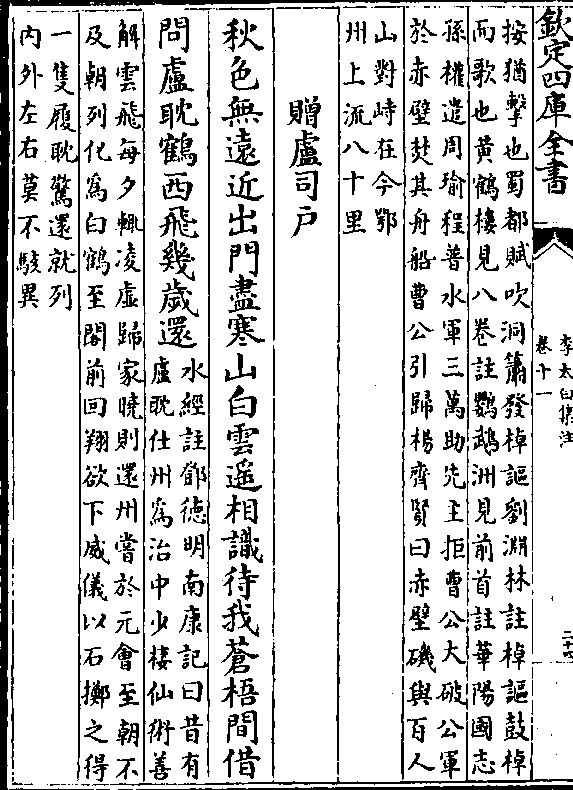 欽定四庫全書
李太白集注
卷十一
二十七
按猶擊也蜀都賦吹洞簫發棹謳劉淵林註棹謳鼓棹
而歌也黃鶴樓見八卷註鸚鵡洲見前首註華陽國志
孫權遣周瑜程普水軍三萬助先主拒曹公大破公軍
於赤壁焚其舟船曹公引歸楊齊賢曰赤壁磯與百人
山對峙在今鄂
州上流八十里
贈盧司戶
秋色無遠近出門盡寒山白雲遥相識待我蒼梧間借
問盧耽鶴西飛幾歲還
水經註鄧德明南康記曰昔有
盧耽仕州為治中少棲仙術善
解雲飛每夕輒凌虛歸家曉則還州嘗於元會至朝不
及朝列化為白鶴至閣前回翔欲下威儀以石擲之得
一隻履耽驚還就列
内外左右莫不駭異